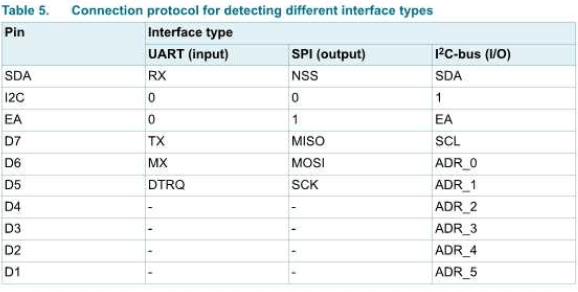 Table 5. Connection protocol for detecting different interface types
Pin Interface type
UART (input) SPI (output) I²C-bus (I/O)
SDA RX NSS SDA
I2C 0 0 1
EA 0 1 EA
D7 TX MISO SCL
D6 MX MOSI ADR_0
D5 DTRQ SCK ADR_1
D4 - - ADR_2
D3 - - ADR_3
D2 - - ADR_4
D1 - - ADR_5